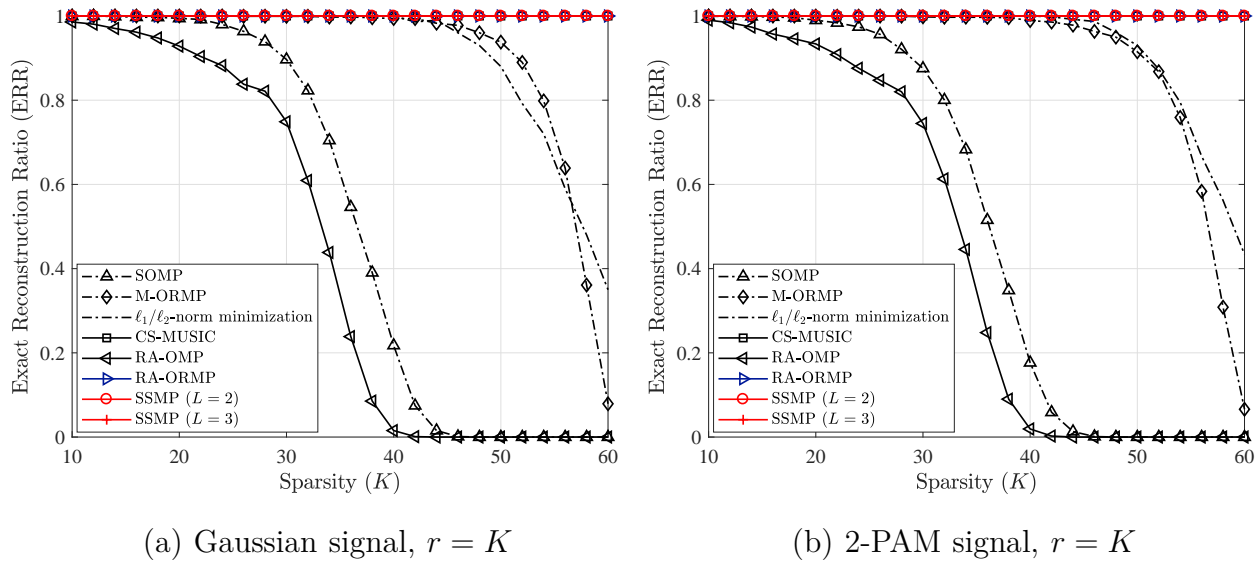 Exact Reconstruction Ratio (ERR)
1
0.8
0.6
0.4
0.2
0
SOMP
M-ORMP
ℓ₁/ℓ₂-norm minimization
CS-MUSIC
RA-OMP
RA-ORMP
SSMP (L = 2)
SSMP (L = 3)
10 20 30 40 50 60
Sparsity (K)
(a) Gaussian signal, r = K
Exact Reconstruction Ratio (ERR)
1
0.8
0.6
0.4
0.2
0
SOMP
M-ORMP
ℓ₁/ℓ₂-norm minimization
CS-MUSIC
RA-OMP
RA-ORMP
SSMP (L = 2)
SSMP (L = 3)
10 20 30 40 50 60
Sparsity (K)
(b) 2-PAM signal, r = K